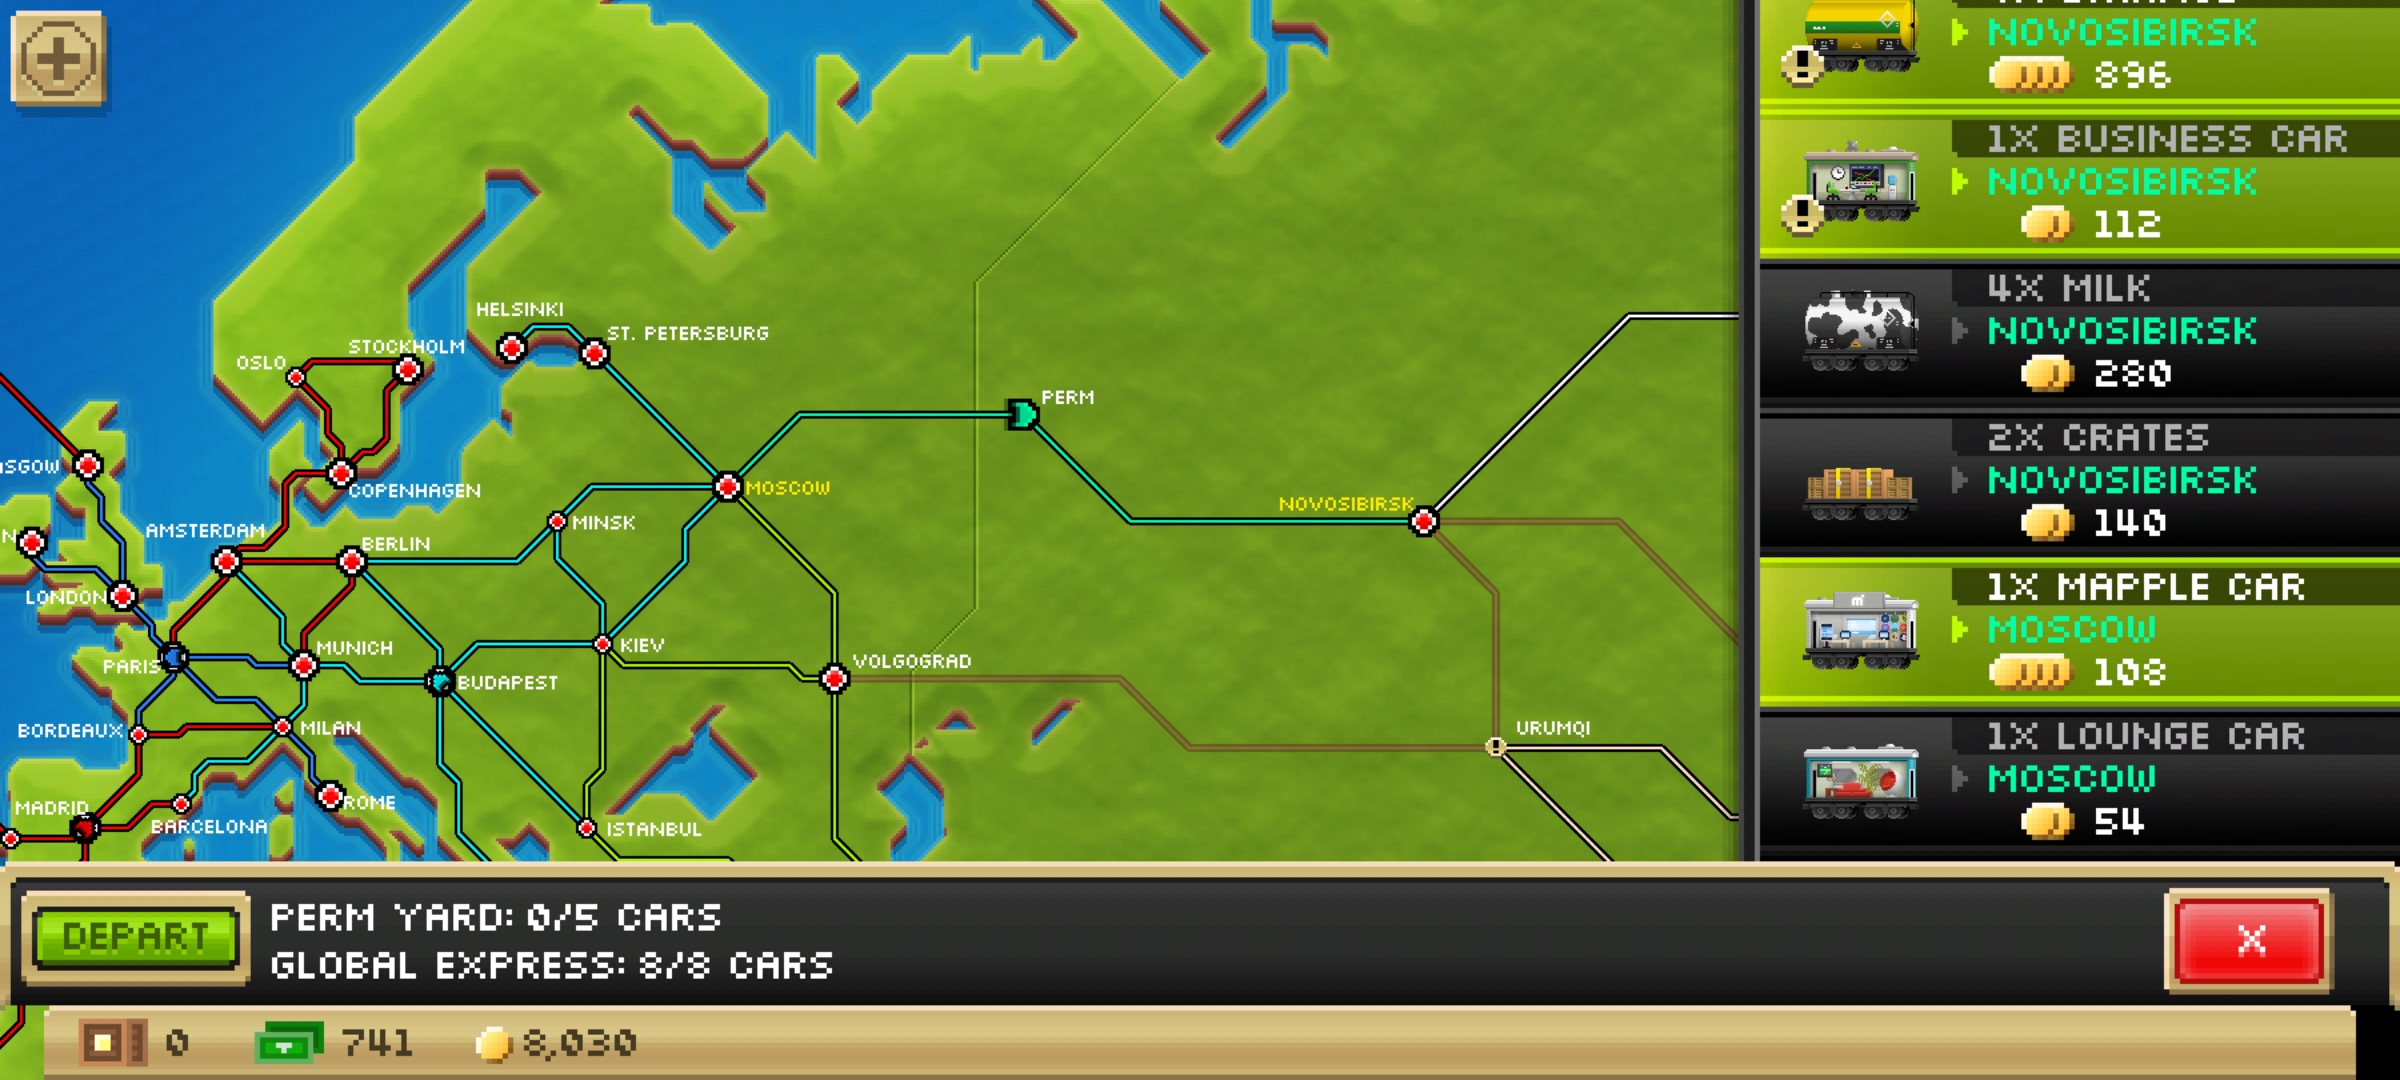 HELSINKI
ST. PETERSBURG
STOCKHOLM
OSLO
PERM
COPENHAGEN
MOSCOW
NOVOSIBIRSK
MINSK
AMSTERDAM
BERLIN
LONDON
MUNICH
KIEV
PARIS
BUDAPEST
VOLGOGRAD
BORDEAUX
MILAN
URUMQI
MADRID
ROME
BARCELONA
ISTANBUL
NOVOSIBIRSK
896
1X BUSINESS CAR
NOVOSIBIRSK
112
4X MILK
NOVOSIBIRSK
280
2X CRATES
NOVOSIBIRSK
140
1X MAPPLE CAR
MOSCOW
108
1X LOUNGE CAR
MOSCOW
54
DEPART
PERM YARD: 0/5 CARS
GLOBAL EXPRESS: 8/8 CARS
X
0
741
8,030